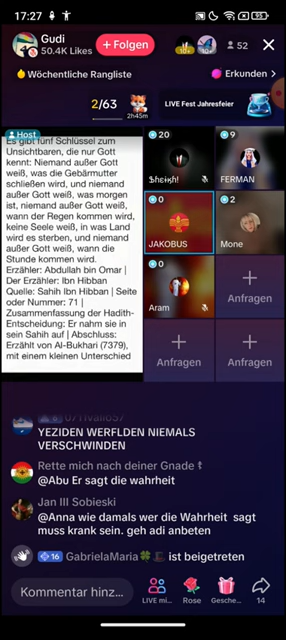 17:27
95
Gudi
50.4K Likes
+ Folgen
10+
10+
52
Wöchentliche Rangliste
Erkunden >
2/63
2h45m
LIVE Fest Jahresfeier
Host
Es gibt fünf Schlüssel zum
Unsichtbaren, die nur Gott
kennt: Niemand außer Gott
weiß, was die Gebärmutter
schließen wird, und niemand
außer Gott weiß, was morgen
ist, niemand außer Gott weiß,
wann der Regen kommen wird,
keine Seele weiß, in was Land
wird es sterben, und niemand
außer Gott weiß, wann die
Stunde kommen wird.
Erzähler: Abdullah bin Omar |
Der Erzähler: Ibn Hibban
Quelle: Sahih Ibn Hibban | Seite
oder Nummer: 71 |
Zusammenfassung der Hadith-
Entscheidung: Er nahm sie in
sein Sahih auf | Abschluss:
Erzählt von Al-Bukhari (7379),
mit einem kleinen Unterschied
20
9
FERMAN
0
JAKOBUS
2
Mone
0
Aram
Anfragen
Anfragen
Anfragen
YEZIDEN WERFLDEN NIEMALS
VERSCHWINDEN
Rette mich nach deiner Gnade
@Abu Er sagt die wahrheit
Jan III Sobieski
@Anna wie damals wer die Wahrheit sagt
muss krank sein. geh adi anbeten
16 GabrielaMaria ist beigetreten
Kommentar hinz...
LIVE mi...
Rose
Gesche...
14